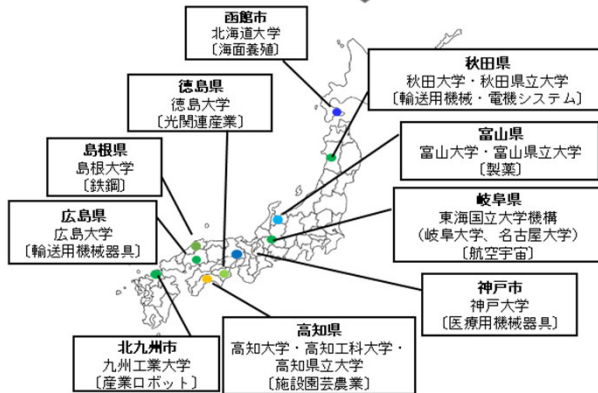 函館市
北海道大学
〔海面養殖〕
秋田県
秋田大学・秋田県立大学
〔輸送用機械・電機システム〕
徳島県
徳島大学
〔光関連産業〕
富山県
富山大学・富山県立大学
〔製薬〕
島根県
島根大学
〔鉄鋼〕
岐阜県
東海国立大学機構
（岐阜大学、名古屋大学）
〔航空宇宙〕
広島県
広島大学
〔輸送用機械器具〕
神戸市
神戸大学
〔医療用機械器具〕
高知県
高知大学・高知工科大学・
高知県立大学
〔施設園芸農業〕
北九州市
九州工業大学
〔産業ロボット〕